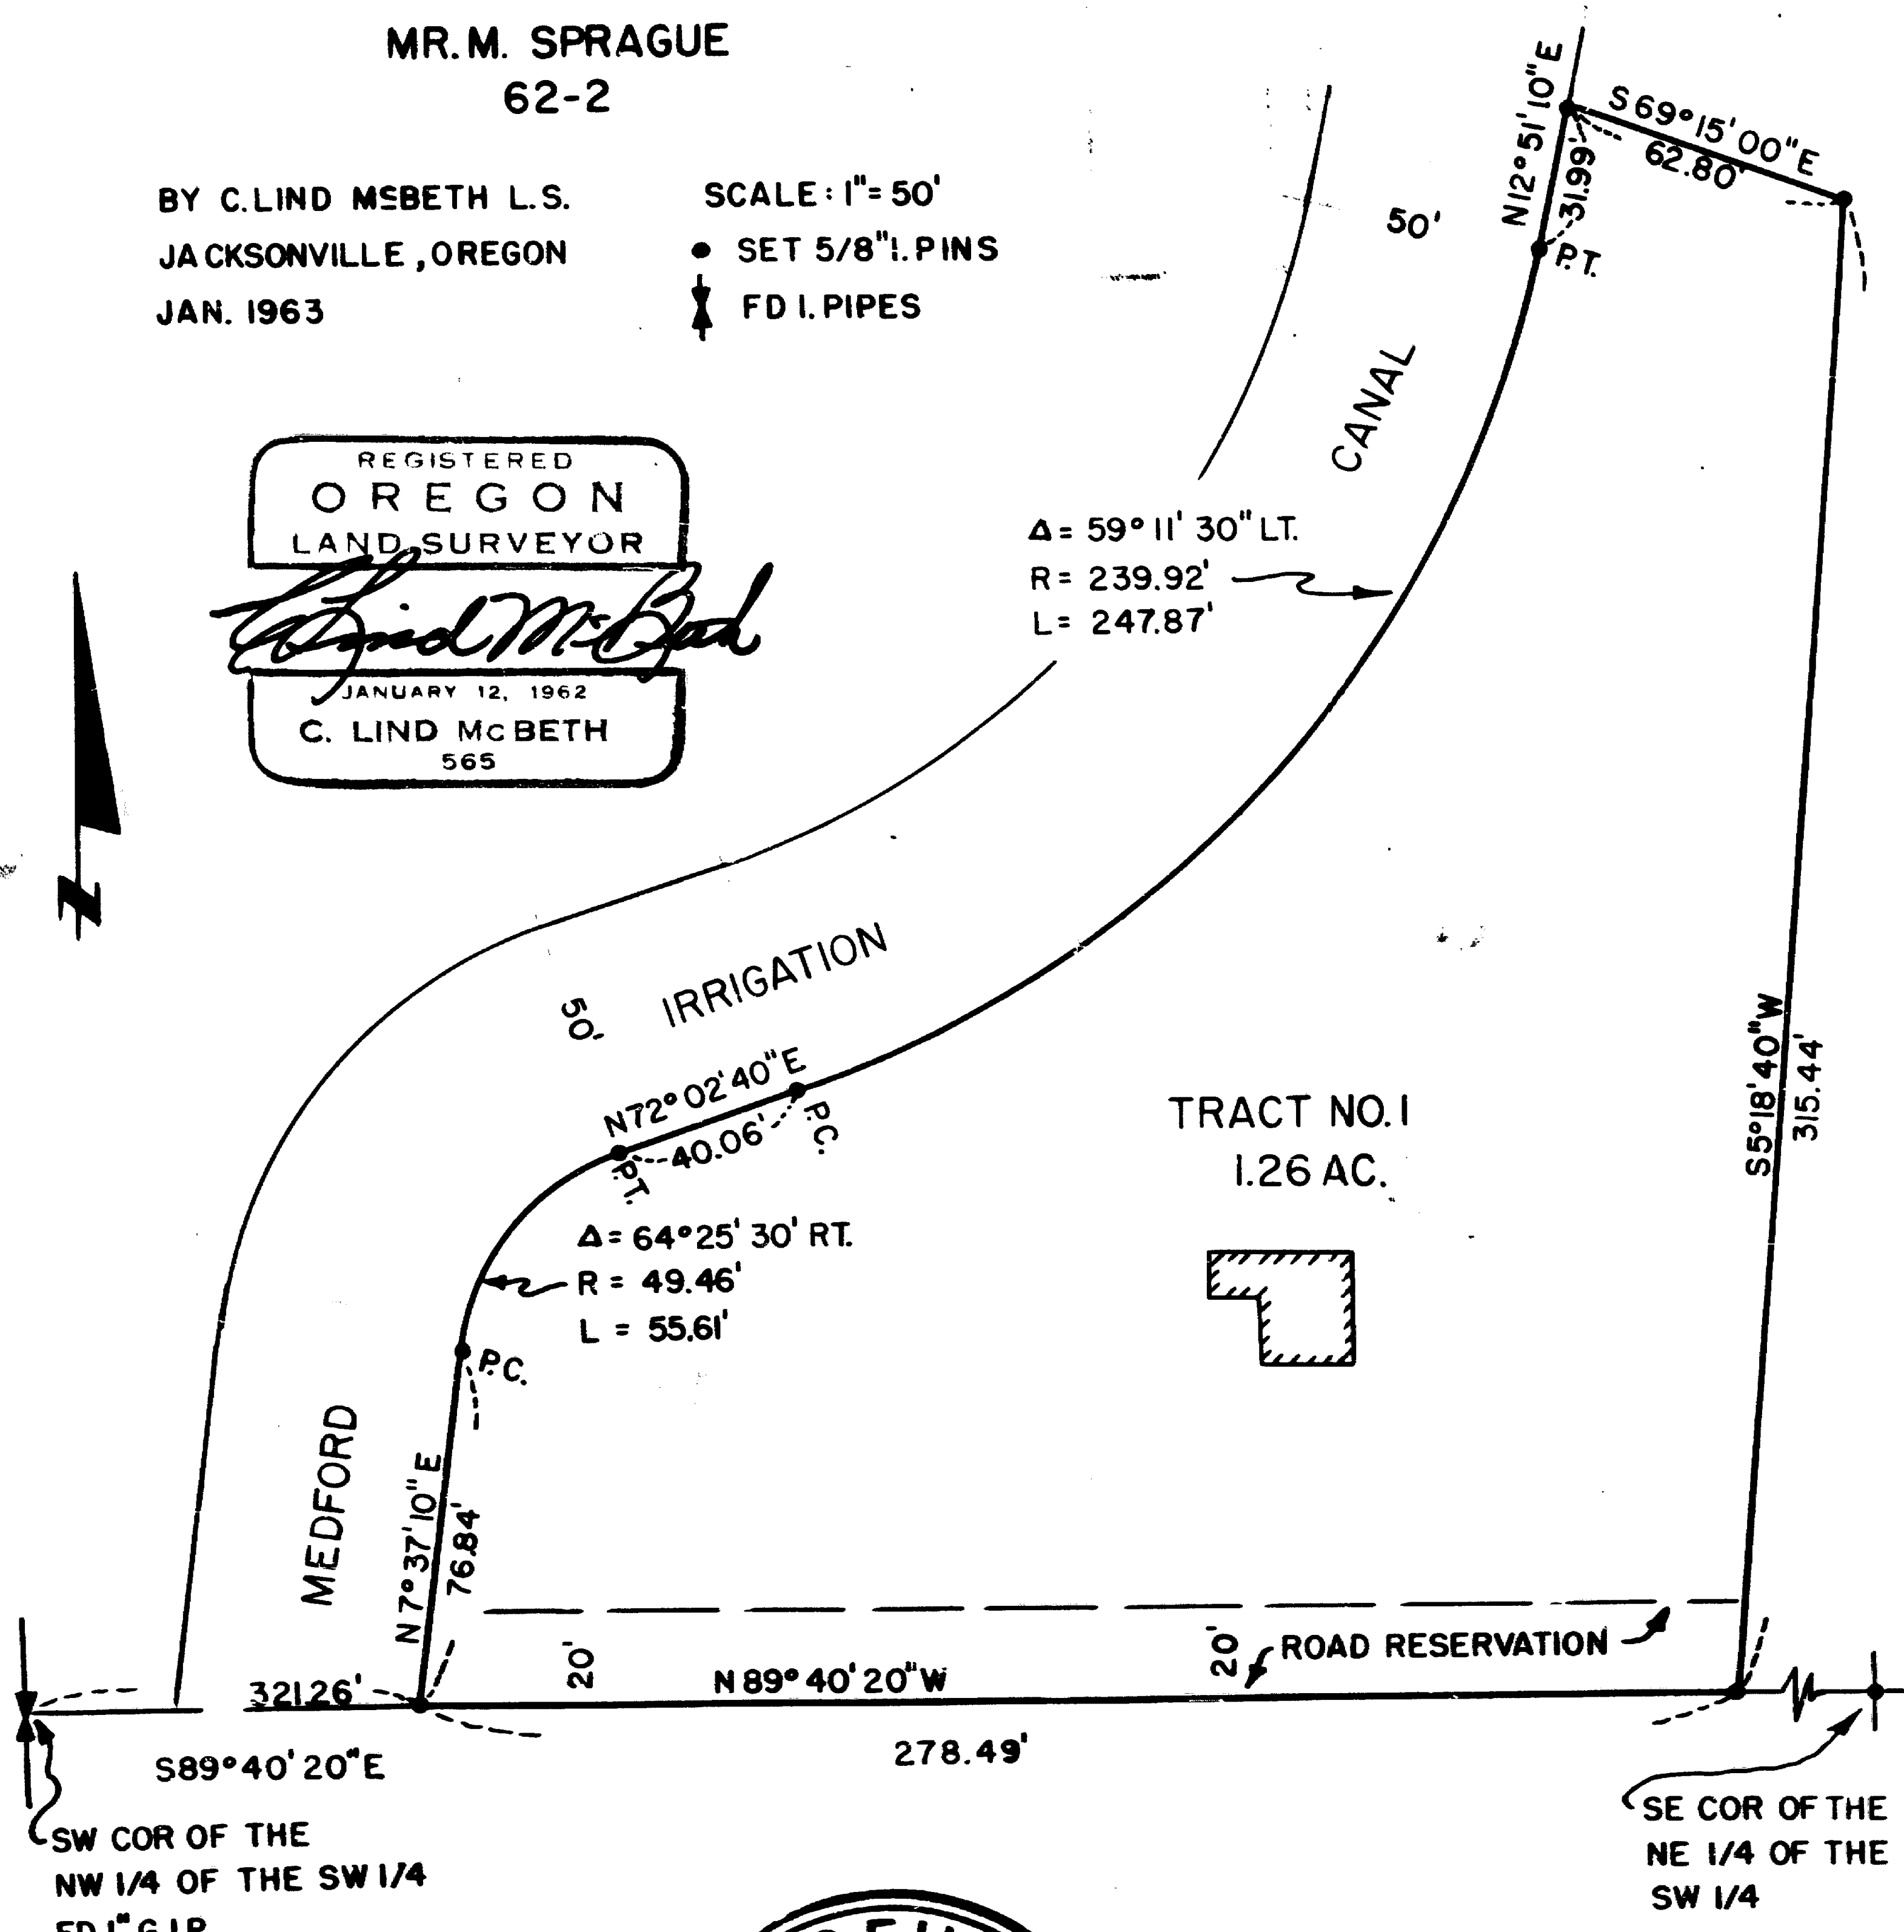 MR. M. SPRAGUE
62-2
BY C. LIND McBETH L.S.
JACKSONVILLE, OREGON
JAN. 1963
SCALE: 1"= 50'
SET 5/8" I. PINS
FD I. PIPES
REGISTERED
OREGON
LAND SURVEYOR
C Lind McBeth
JANUARY 12, 1962
C. LIND McBETH
565
N
N12°51'10"E
31.99'
S69°15'00"E
62.80'
P.T.
50'
CANAL
Δ= 59°11'30" LT.
R= 239.92'
L= 247.87'
IRRIGATION
50'
N72°02'40"E
40.06'
P.C.
P.T.
Δ= 64°25'30' RT.
R = 49.46'
L = 55.61'
P.C.
TRACT NO. 1
1.26 AC.
S5°18'40"W
315.44'
MEDFORD
N7°37'10"E
76.84'
20'
20'
ROAD RESERVATION
321.26'
N89°40'20"W
S89°40'20"E
278.49'
SW COR OF THE
NW 1/4 OF THE SW 1/4
FD 1" G.I.P.
SE COR OF THE
NE 1/4 OF THE
SW 1/4